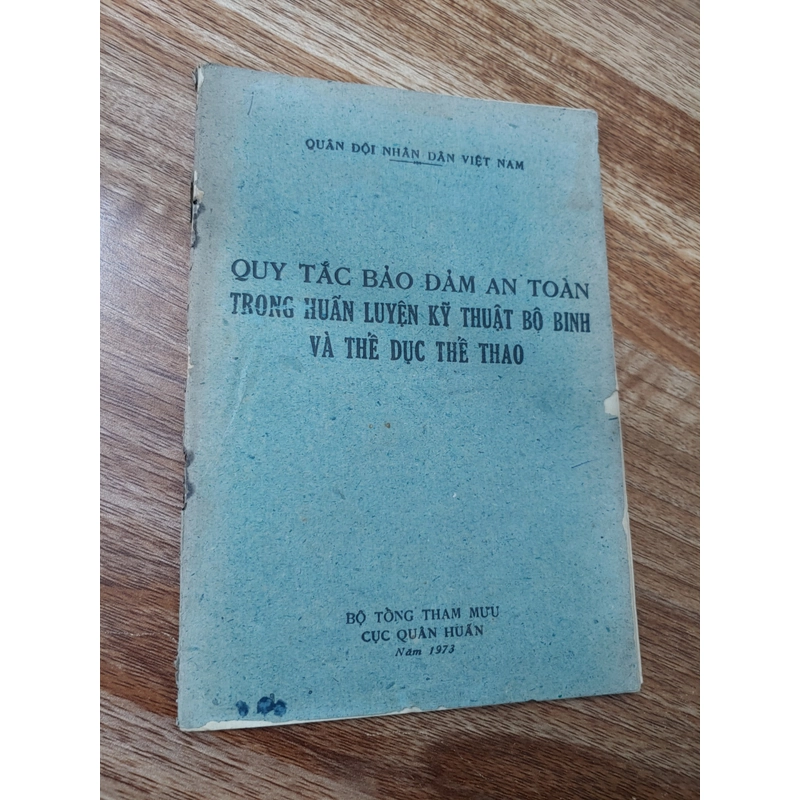 QUÂN ĐỘI NHÂN DÂN VIỆT NAM
QUY TẮC BẢO ĐẢM AN TOÀN
TRONG HUẤN LUYỆN KỸ THUẬT BỘ BINH
VÀ THỂ DỤC THỂ THAO
BỘ TỔNG THAM MƯU
CỤC QUÂN HUẤN
Năm 1973